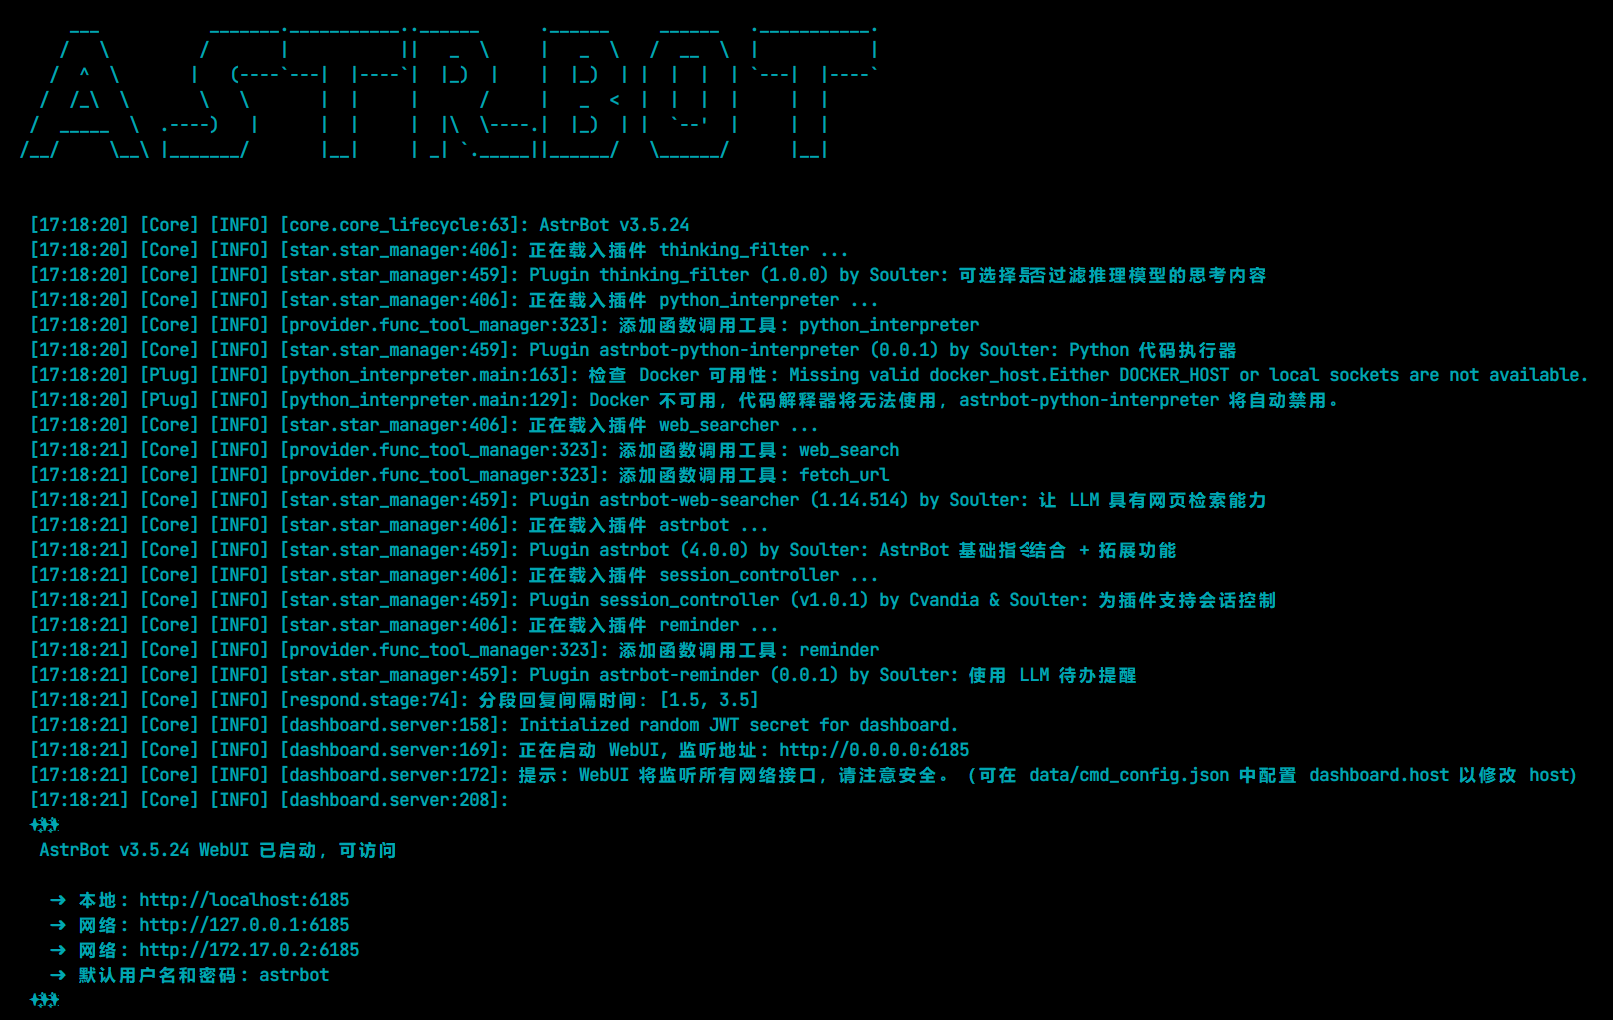 ASTRBOT
[17:18:20] [Core] [INFO] [core.core_lifecycle:63]: AstrBot v3.5.24
[17:18:20] [Core] [INFO] [star.star_manager:406]: 正在载入插件 thinking_filter ...
[17:18:20] [Core] [INFO] [star.star_manager:459]: Plugin thinking_filter (1.0.0) by Soulter: 可选择是否过滤推理模型的思考内容
[17:18:20] [Core] [INFO] [star.star_manager:406]: 正在载入插件 python_interpreter ...
[17:18:20] [Core] [INFO] [provider.func_tool_manager:323]: 添加函数调用工具: python_interpreter
[17:18:20] [Core] [INFO] [star.star_manager:459]: Plugin astrbot-python-interpreter (0.0.1) by Soulter: Python 代码执行器
[17:18:20] [Plug] [INFO] [python_interpreter.main:163]: 检查 Docker 可用性: Missing valid docker_host.Either DOCKER_HOST or local sockets are not available.
[17:18:20] [Plug] [INFO] [python_interpreter.main:129]: Docker 不可用，代码解释器将无法使用，astrbot-python-interpreter 将自动禁用。
[17:18:20] [Core] [INFO] [star.star_manager:406]: 正在载入插件 web_searcher ...
[17:18:21] [Core] [INFO] [provider.func_tool_manager:323]: 添加函数调用工具: web_search
[17:18:21] [Core] [INFO] [provider.func_tool_manager:323]: 添加函数调用工具: fetch_url
[17:18:21] [Core] [INFO] [star.star_manager:459]: Plugin astrbot-web-searcher (1.14.514) by Soulter: 让 LLM 具有网页检索能力
[17:18:21] [Core] [INFO] [star.star_manager:406]: 正在载入插件 astrbot ...
[17:18:21] [Core] [INFO] [star.star_manager:459]: Plugin astrbot (4.0.0) by Soulter: AstrBot 基础指令结合 + 拓展功能
[17:18:21] [Core] [INFO] [star.star_manager:406]: 正在载入插件 session_controller ...
[17:18:21] [Core] [INFO] [star.star_manager:459]: Plugin session_controller (v1.0.1) by Cvandia & Soulter: 为插件支持会话控制
[17:18:21] [Core] [INFO] [star.star_manager:406]: 正在载入插件 reminder ...
[17:18:21] [Core] [INFO] [provider.func_tool_manager:323]: 添加函数调用工具: reminder
[17:18:21] [Core] [INFO] [star.star_manager:459]: Plugin astrbot-reminder (0.0.1) by Soulter: 使用 LLM 待办提醒
[17:18:21] [Core] [INFO] [respond.stage:74]: 分段回复间隔时间: [1.5, 3.5]
[17:18:21] [Core] [INFO] [dashboard.server:158]: Initialized random JWT secret for dashboard.
[17:18:21] [Core] [INFO] [dashboard.server:169]: 正在启动 WebUI, 监听地址: http://0.0.0.0:6185
[17:18:21] [Core] [INFO] [dashboard.server:172]: 提示: WebUI 将监听所有网络接口，请注意安全。（可在 data/cmd_config.json 中配置 dashboard.host 以修改 host）
[17:18:21] [Core] [INFO] [dashboard.server:208]:
✨✨✨
AstrBot v3.5.24 WebUI 已启动，可访问
➜ 本地: http://localhost:6185
➜ 网络: http://127.0.0.1:6185
➜ 网络: http://172.17.0.2:6185
➜ 默认用户名和密码: astrbot
✨✨✨